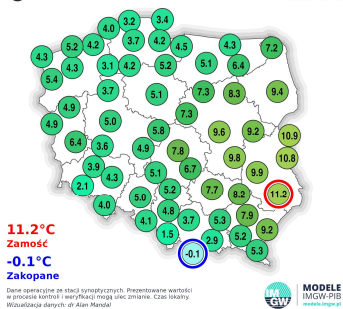 3.2 3.4
4.0
5.2 4.2 3.7 4.2 4.5 4.3 7.2
4.3
5.4 4.3 3.1 4.2 5.2 5.1 6.4
3.7 5.1 7.3 8.3 9.4
4.9
4.9 5.0 5.8 7.3 9.6 9.2 10.9
6.4 3.6 4.9 7.8 9.8 10.8
3.9 4.3 5.1 6.7 9.9
2.1 5.0 5.2 7.7 8.2 11.2
4.0 4.1 4.8 3.7 5.3 7.9 9.2
1.5 2.9 5.2
-0.1 5.3
11.2°C
Zamość
-0.1°C
Zakopane
Dane operacyjne ze stacji synoptycznych. Prezentowane wartości
w procesie kontroli i weryfikacji mogą ulec zmianie. Czas lokalny.
Wizualizacja danych: dr Alan Mandal
IM
GW
MODELE
IMGW-PIB
modele.imgw.pl